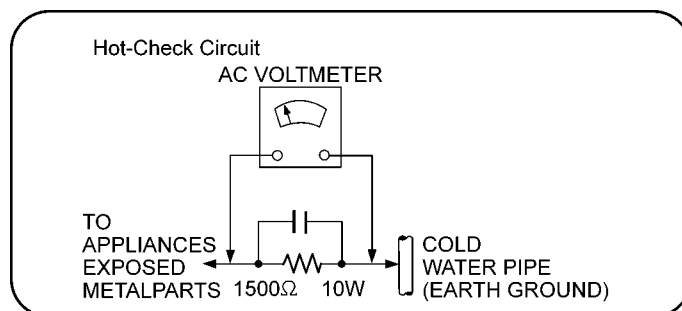 Hot-Check Circuit
AC VOLTMETER
TO
APPLIANCES
EXPOSED
METALPARTS
1500Ω 10W
COLD
WATER PIPE
(EARTH GROUND)